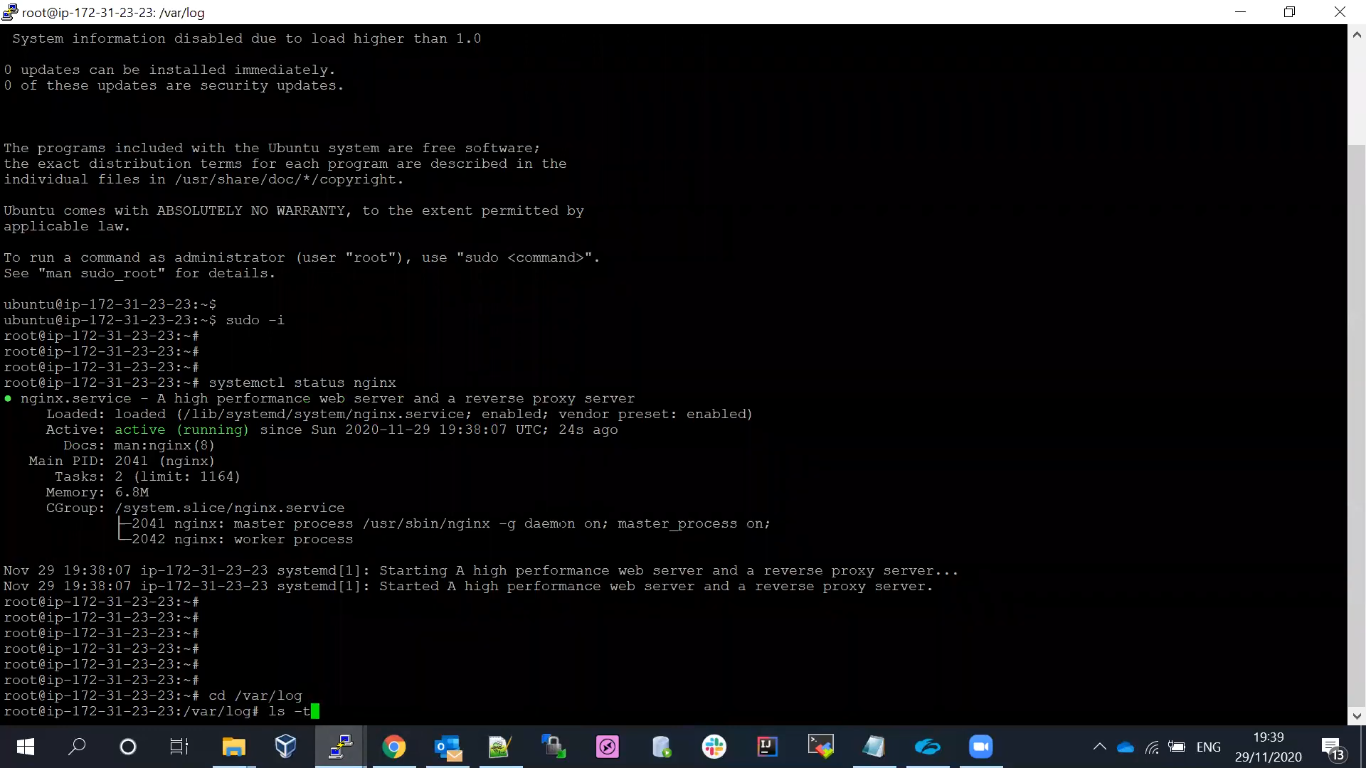 root@ip-172-31-23-23: /var/log
System information disabled due to load higher than 1.0
0 updates can be installed immediately.
0 of these updates are security updates.
The programs included with the Ubuntu system are free software;
the exact distribution terms for each program are described in the
individual files in /usr/share/doc/*/copyright.
Ubuntu comes with ABSOLUTELY NO WARRANTY, to the extent permitted by
applicable law.
To run a command as administrator (user "root"), use "sudo <command>".
See "man sudo_root" for details.
ubuntu@ip-172-31-23-23:~$
ubuntu@ip-172-31-23-23:~$ sudo -i
root@ip-172-31-23-23:~#
root@ip-172-31-23-23:~#
root@ip-172-31-23-23:~#
root@ip-172-31-23-23:~# systemctl status nginx
● nginx.service - A high performance web server and a reverse proxy server
Loaded: loaded (/lib/systemd/system/nginx.service; enabled; vendor preset: enabled)
Active: active (running) since Sun 2020-11-29 19:38:07 UTC; 24s ago
Docs: man:nginx(8)
Main PID: 2041 (nginx)
Tasks: 2 (limit: 1164)
Memory: 6.8M
CGroup: /system.slice/nginx.service
├─2041 nginx: master process /usr/sbin/nginx -g daemon on; master_process on;
└─2042 nginx: worker process
Nov 29 19:38:07 ip-172-31-23-23 systemd[1]: Starting A high performance web server and a reverse proxy server...
Nov 29 19:38:07 ip-172-31-23-23 systemd[1]: Started A high performance web server and a reverse proxy server.
root@ip-172-31-23-23:~#
root@ip-172-31-23-23:~#
root@ip-172-31-23-23:~#
root@ip-172-31-23-23:~#
root@ip-172-31-23-23:~#
root@ip-172-31-23-23:~#
root@ip-172-31-23-23:~# cd /var/log
root@ip-172-31-23-23:/var/log# ls -t
ENG
19:39
29/11/2020
13